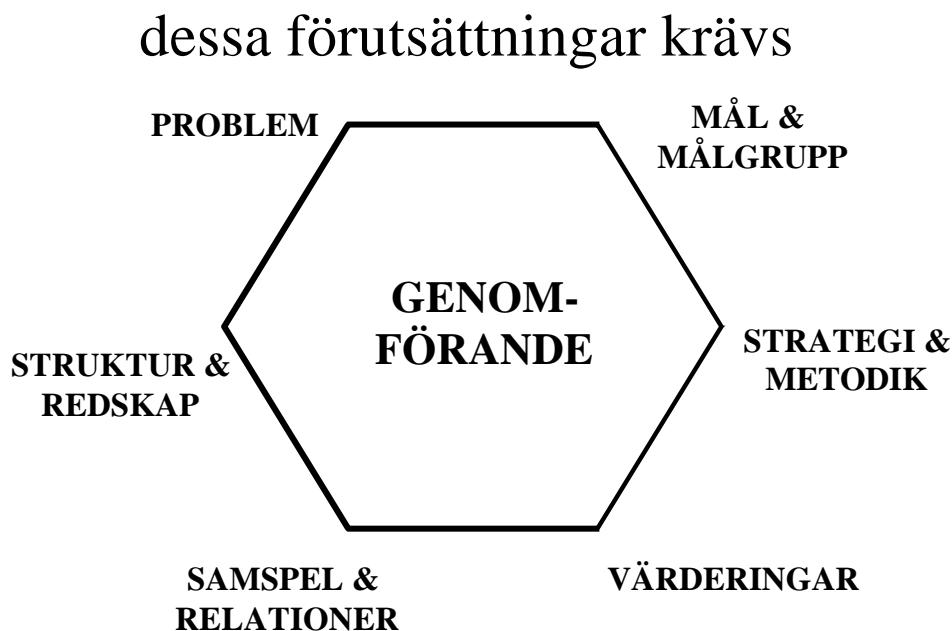 dessa förutsättningar krävs
PROBLEM
MÅL &
MÅLGRUPP
GENOM-
FÖRANDE
STRUKTUR &
REDSKAP
STRATEGI &
METODIK
SAMSPEL &
RELATIONER
VÄRDERINGAR